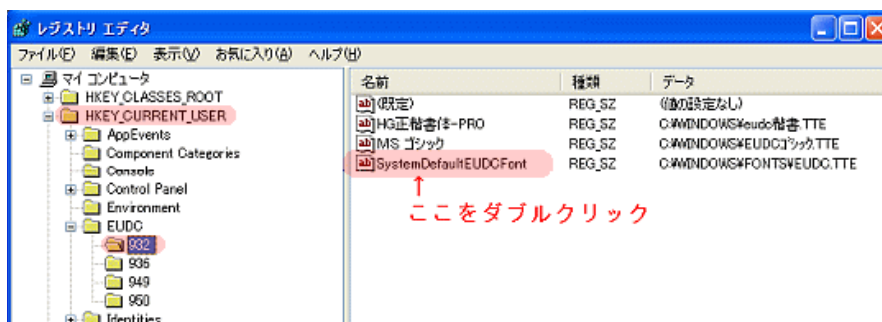 レジストリ エディタ
ファイル(F) 編集(E) 表示(V) お気に入り(A) ヘルプ(H)
マイ コンピュータ
HKEY_CLASSES_ROOT
HKEY_CURRENT_USER
AppEvents
Component Categories
Console
Control Panel
Environment
EUDC
932
936
949
950
Identities
名前 種類 データ
(既定) REG_SZ (値の設定なし)
HG正楷書体-PRO REG_SZ C:¥WINDOWS¥eudc楷書.TTE
MS ゴシック REG_SZ C:¥WINDOWS¥EUDCゴシック.TTE
SystemDefaultEUDCFont REG_SZ C:¥WINDOWS¥FONTS¥EUDC.TTE
↑
ここをダブルクリック